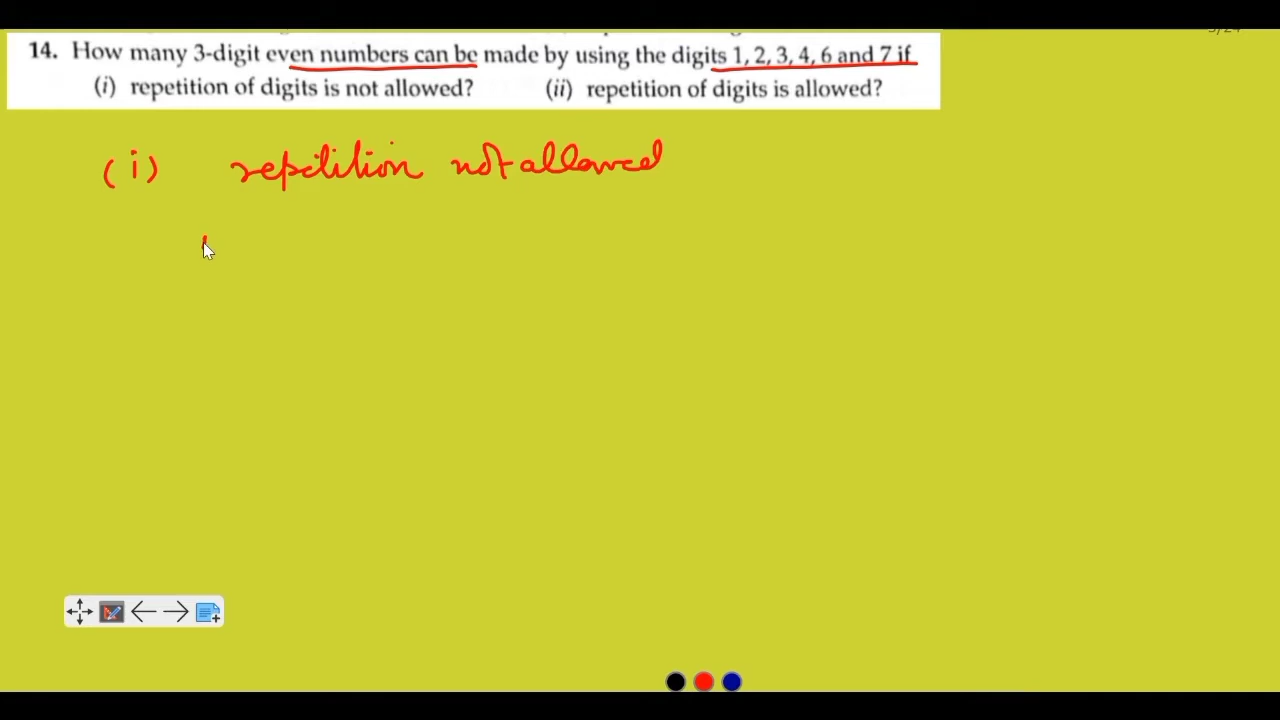 14. How many 3-digit even numbers can be made by using the digits 1, 2, 3, 4, 6 and 7 if
(i) repetition of digits is not allowed? (ii) repetition of digits is allowed?
(i) repetition not allowed